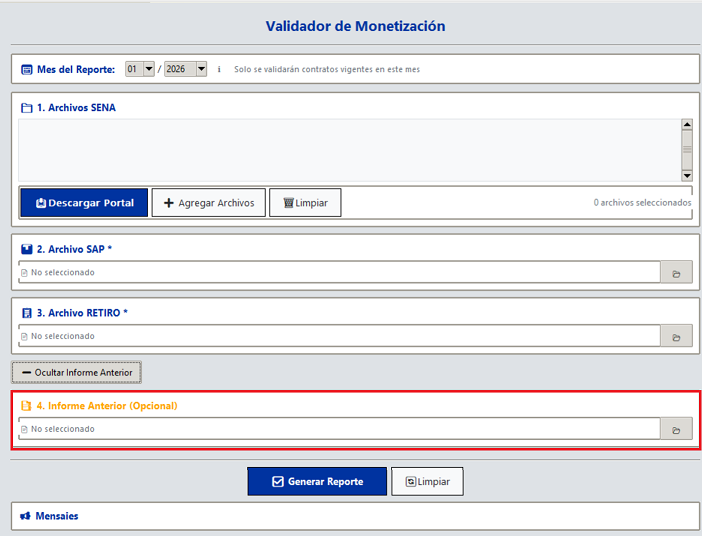 Validador de Monetización
Mes del Reporte: 01 / 2026 i Solo se validarán contratos vigentes en este mes
1. Archivos SENA
Descargar Portal Agregar Archivos Limpiar 0 archivos seleccionados
2. Archivo SAP *
No seleccionado
3. Archivo RETIRO *
No seleccionado
Ocultar Informe Anterior
4. Informe Anterior (Opcional)
No seleccionado
Generar Reporte Limpiar
Mensajes